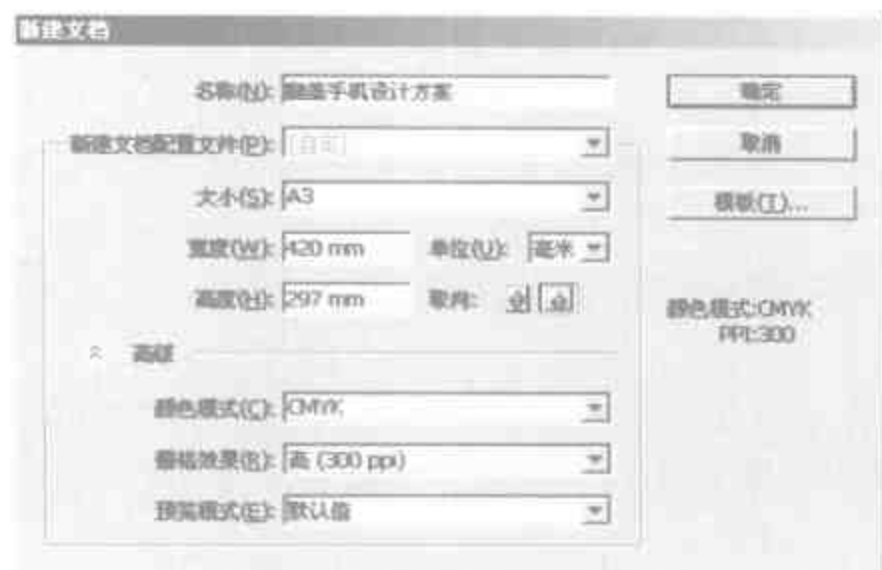 新建文档
名称(N): 翻盖手机设计方案
确定
新建文档配置文件(P): [自定]
取消
大小(S): A3
模板(T)...
宽度(W): 420 mm 单位(U): 毫米
高度(H): 297 mm 取向:
颜色模式:CMYK
PPI:300
高级
颜色模式(C): CMYK
栅格效果(R): 高 (300 ppi)
预览模式(E): 默认值